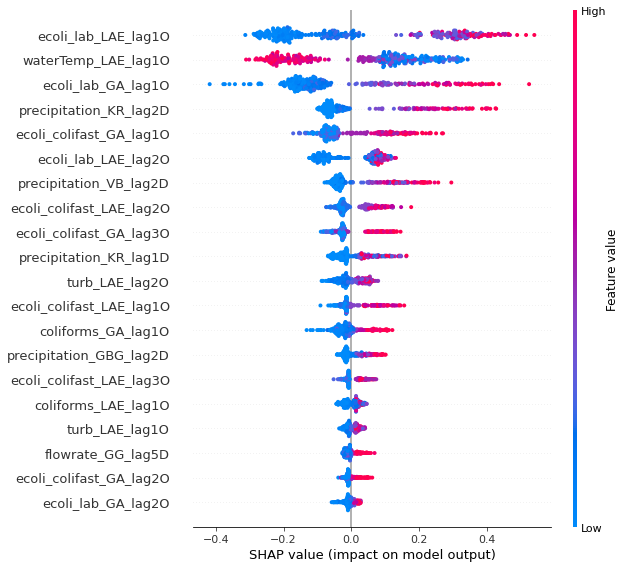 High
ecoli_lab_LAE_lag1O
waterTemp_LAE_lag1O
ecoli_lab_GA_lag1O
precipitation_KR_lag2D
ecoli_colifast_GA_lag1O
ecoli_lab_LAE_lag2O
precipitation_VB_lag2D
ecoli_colifast_LAE_lag2O
ecoli_colifast_GA_lag3O
precipitation_KR_lag1D
turb_LAE_lag2O
ecoli_colifast_LAE_lag1O
coliforms_GA_lag1O
precipitation_GBG_lag2D
ecoli_colifast_LAE_lag3O
coliforms_LAE_lag1O
turb_LAE_lag1O
flowrate_GG_lag5D
ecoli_colifast_GA_lag2O
ecoli_lab_GA_lag2O
Feature value
Low
−0.4 −0.2 0.0 0.2 0.4
SHAP value (impact on model output)